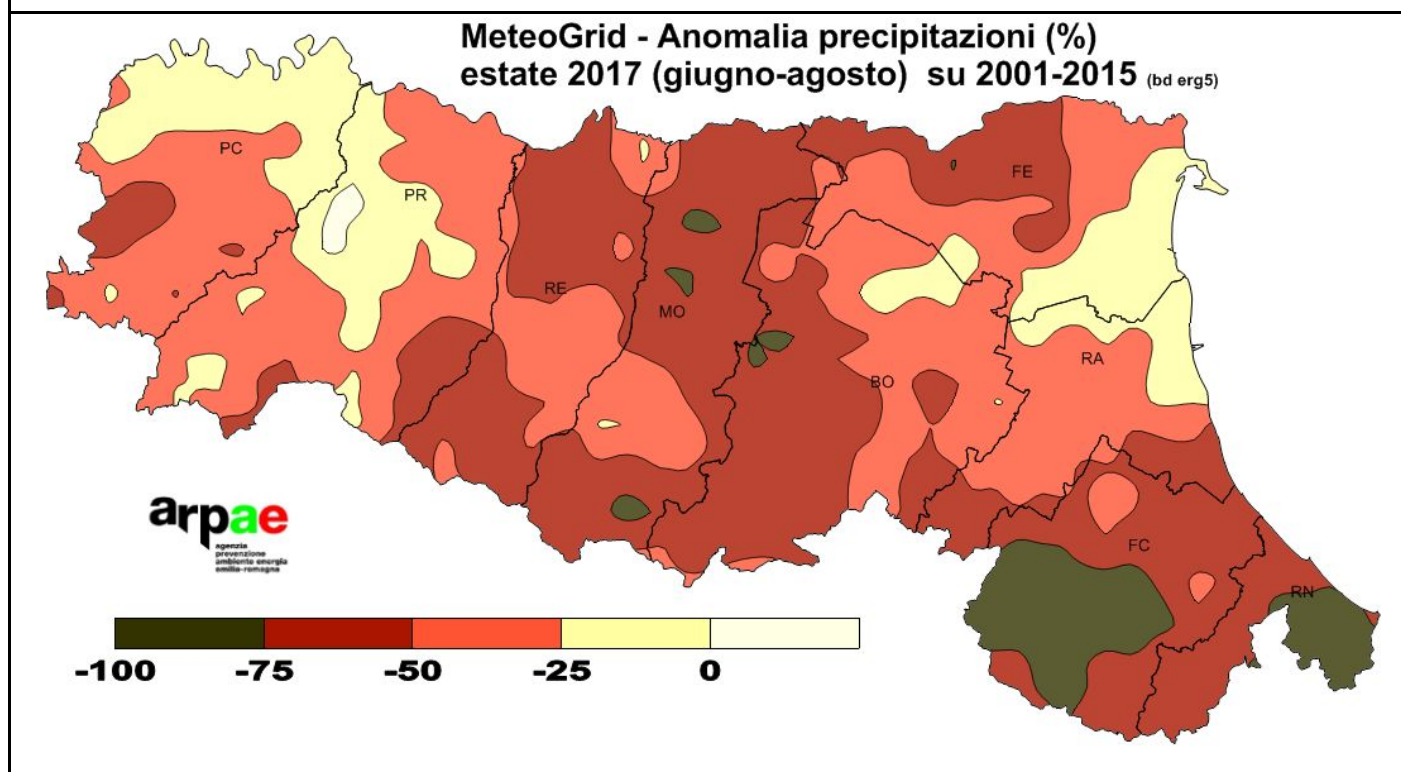 MeteoGrid - Anomalia precipitazioni (%)
estate 2017 (giugno-agosto) su 2001-2015 (bd erg5)
PC
PR
FE
RE
MO
BO
RA
FC
RN
arpae
agenzia
prevenzione
ambiente energia
emilia-romagna
-100 -75 -50 -25 0